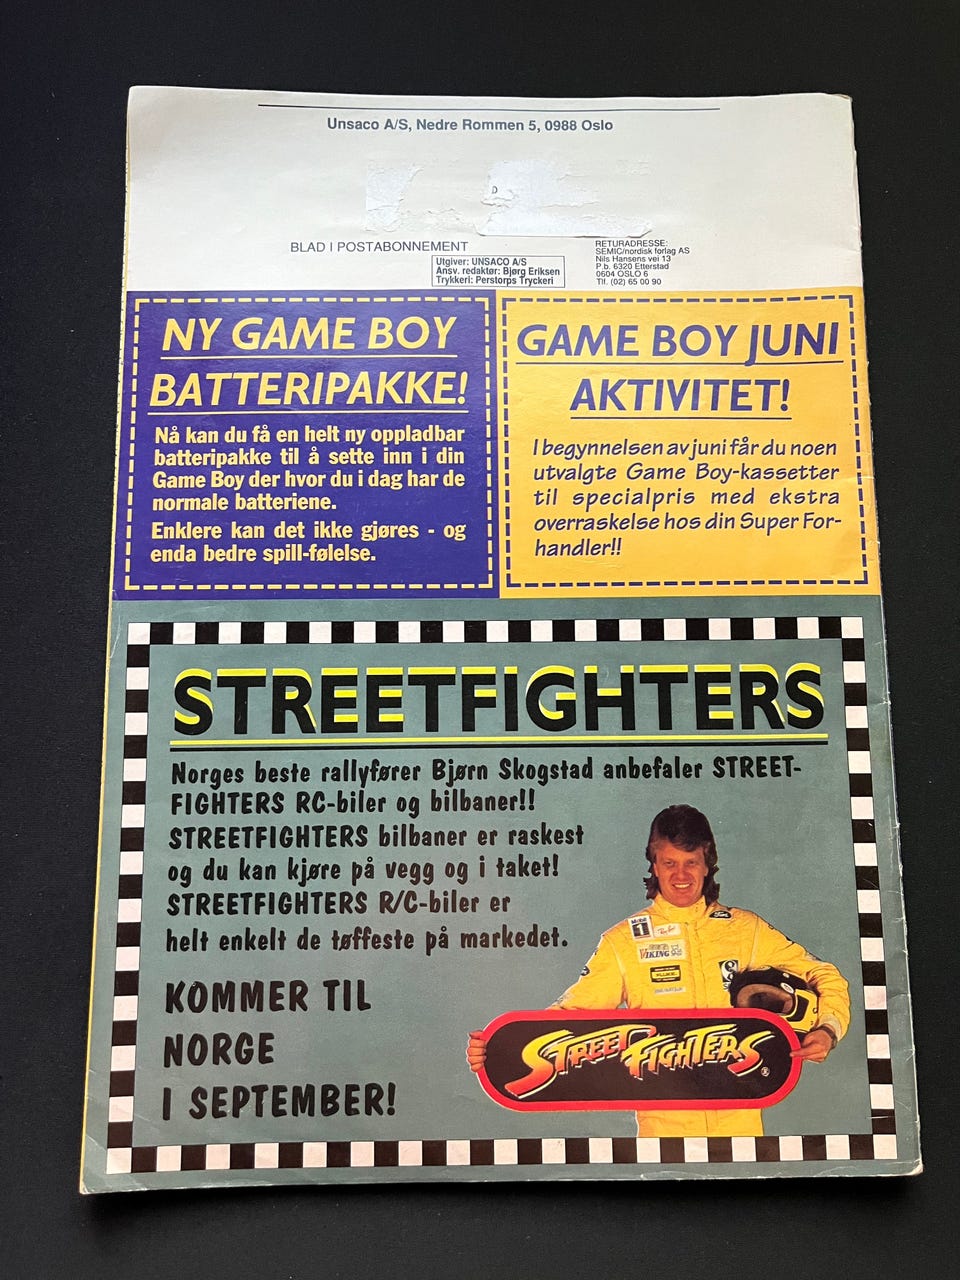 Unsaco A/S, Nedre Rommen 5, 0988 Oslo
D
BLAD I POSTABONNEMENT
Utgiver: UNSACO A/S
Ansv. redaktør: Bjørg Eriksen
Trykkeri: Perstorps Tryckeri
RETURADRESSE:
SEMIC/nordisk forlag AS
Nils Hansens vei 13
P.b. 6320 Etterstad
0604 OSLO 6
Tlf. (02) 65 00 90
NY GAME BOY
BATTERIPAKKE!
Nå kan du få en helt ny oppladbar
batteripakke til å sette inn i din
Game Boy der hvor du i dag har de
normale batteriene.
Enklere kan det ikke gjøres - og
enda bedre spill-følelse.
GAME BOY JUNI
AKTIVITET!
I begynnelsen av juni får du noen
utvalgte Game Boy-kassetter
til specialpris med ekstra
overraskelse hos din Super For-
handler!!
STREETFIGHTERS
Norges beste rallyfører Bjørn Skogstad anbefaler STREET-
FIGHTERS RC-biler og bilbaner!!
STREETFIGHTERS bilbaner er raskest
og du kan kjøre på vegg og i taket!
STREETFIGHTERS R/C-biler er
helt enkelt de tøffeste på markedet.
KOMMER TIL
NORGE
I SEPTEMBER!
Mobil
1
Ray-Ban
Ford
VIKING
FLUKE
STREET FIGHTERS ®